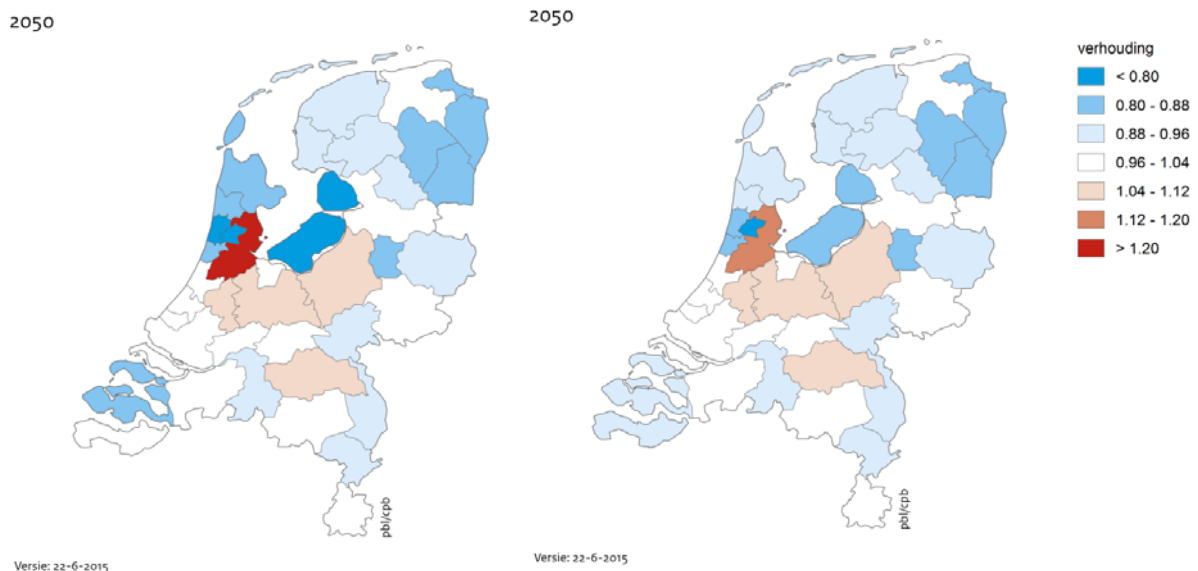 2050
2050
verhouding
< 0.80
0.80 - 0.88
0.88 - 0.96
0.96 - 1.04
1.04 - 1.12
1.12 - 1.20
> 1.20
pbl/cpb
pbl/cpb
Versie: 22-6-2015
Versie: 22-6-2015